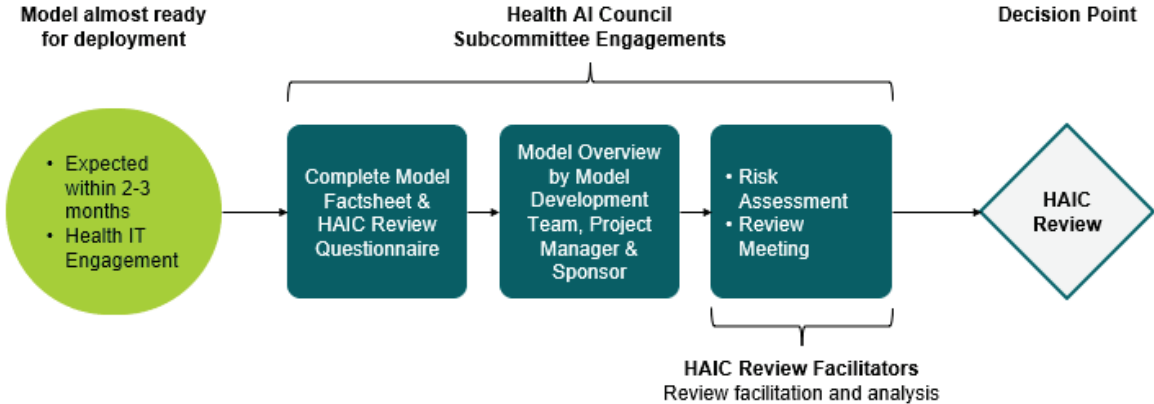 Model almost ready
for deployment
Health AI Council
Subcommittee Engagements
Decision Point
• Expected
within 2-3
months
• Health IT
Engagement
Complete Model
Factsheet &
HAIC Review
Questionnaire
Model Overview
by Model
Development
Team, Project
Manager &
Sponsor
• Risk
Assessment
• Review
Meeting
HAIC
Review
HAIC Review Facilitators
Review facilitation and analysis